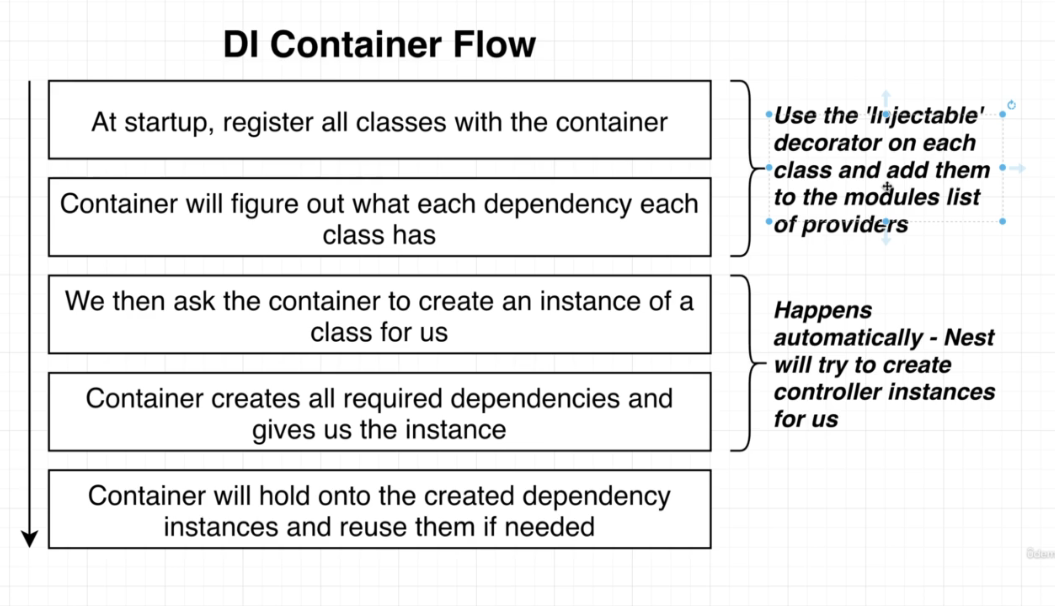 DI Container Flow
At startup, register all classes with the container
Container will figure out what each dependency each
class has
We then ask the container to create an instance of a
class for us
Container creates all required dependencies and
gives us the instance
Container will hold onto the created dependency
instances and reuse them if needed
Use the 'Injectable'
decorator on each
class and add them
to the modules list
of providers
Happens
automatically - Nest
will try to create
controller instances
for us